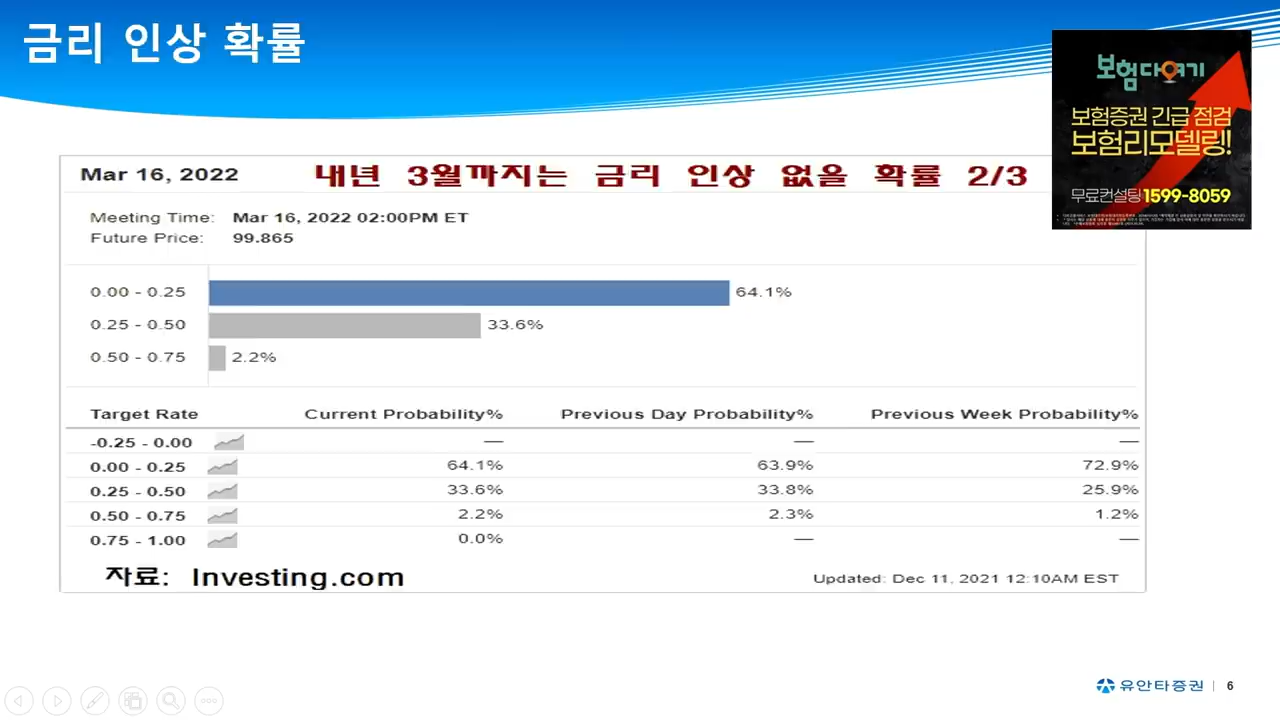 금리 인상 확률
보험다여기
보험증권 긴급 점검
보험리모델링!
무료컨설팅 1599-8059
Mar 16, 2022
내년 3월까지는 금리 인상 없을 확률 2/3
Meeting Time: Mar 16, 2022 02:00PM ET
Future Price: 99.865
0.00 - 0.25 64.1%
0.25 - 0.50 33.6%
0.50 - 0.75 2.2%
Target Rate Current Probability% Previous Day Probability% Previous Week Probability%
-0.25 - 0.00 — — —
0.00 - 0.25 64.1% 63.9% 72.9%
0.25 - 0.50 33.6% 33.8% 25.9%
0.50 - 0.75 2.2% 2.3% 1.2%
0.75 - 1.00 0.0% — —
자료: Investing.com
Updated: Dec 11, 2021 12:10AM EST
유안타증권 | 6